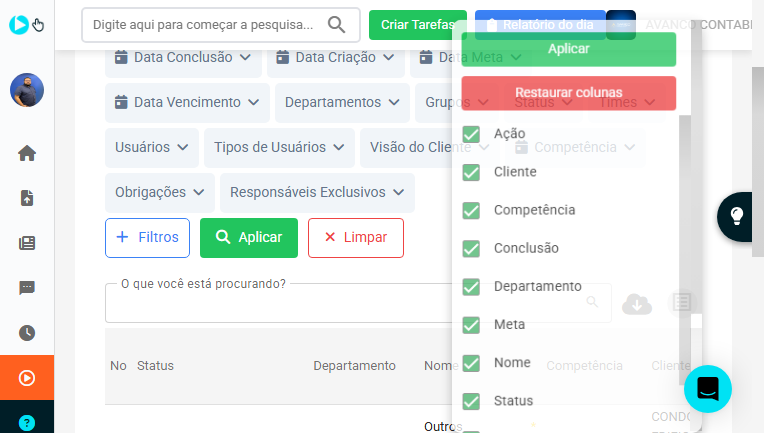 Digite aqui para começar a pesquisa...
Criar Tarefas
Relatório do dia
AVANCO CONTABI
Data Conclusão
Data Criação
Data Meta
Aplicar
Data Vencimento
Departamentos
Grupos
Status
Times
Restaurar colunas
Usuários
Tipos de Usuários
Visão do Cliente
Competência
Ação
Cliente
Obrigações
Responsáveis Exclusivos
Competência
Filtros
Aplicar
Limpar
Conclusão
O que você está procurando?
Departamento
Meta
No
Status
Departamento
Nome
Competência
Cliente
Nome
Status
Outros
COND